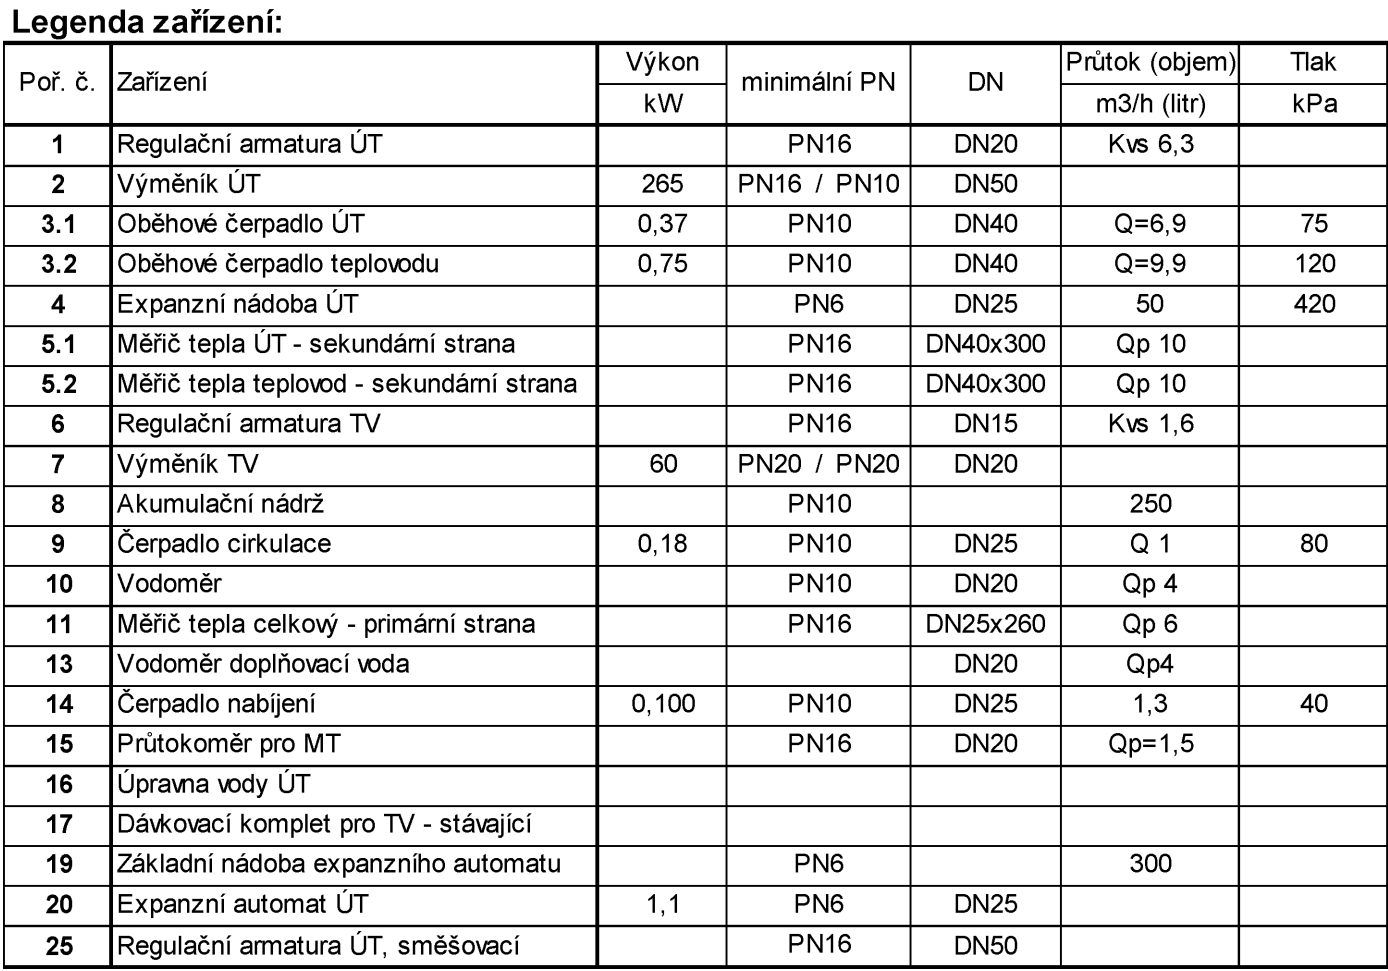 Legenda zařízení:
Poř. č. Zařízení Výkon minimální PN DN Průtok (objem) Tlak
kW m3/h (litr) kPa
1 Regulační armatura ÚT PN16 DN20 Kvs 6,3
2 Výměník ÚT 265 PN16 / PN10 DN50
3.1 Oběhové čerpadlo ÚT 0,37 PN10 DN40 Q=6,9 75
3.2 Oběhové čerpadlo teplovodu 0,75 PN10 DN40 Q=9,9 120
4 Expanzní nádoba ÚT PN6 DN25 50 420
5.1 Měřič tepla ÚT - sekundární strana PN16 DN40x300 Qp 10
5.2 Měřič tepla teplovod - sekundární strana PN16 DN40x300 Qp 10
6 Regulační armatura TV PN16 DN15 Kvs 1,6
7 Výměník TV 60 PN20 / PN20 DN20
8 Akumulační nádrž PN10 250
9 Čerpadlo cirkulace 0,18 PN10 DN25 Q 1 80
10 Vodoměr PN10 DN20 Qp 4
11 Měřič tepla celkový - primární strana PN16 DN25x260 Qp 6
13 Vodoměr doplňovací voda DN20 Qp4
14 Čerpadlo nabíjení 0,100 PN10 DN25 1,3 40
15 Průtokoměr pro MT PN16 DN20 Qp=1,5
16 Úpravna vody ÚT
17 Dávkovací komplet pro TV - stávající
19 Základní nádoba expanzního automatu PN6 300
20 Expanzní automat ÚT 1,1 PN6 DN25
25 Regulační armatura ÚT, směšovací PN16 DN50